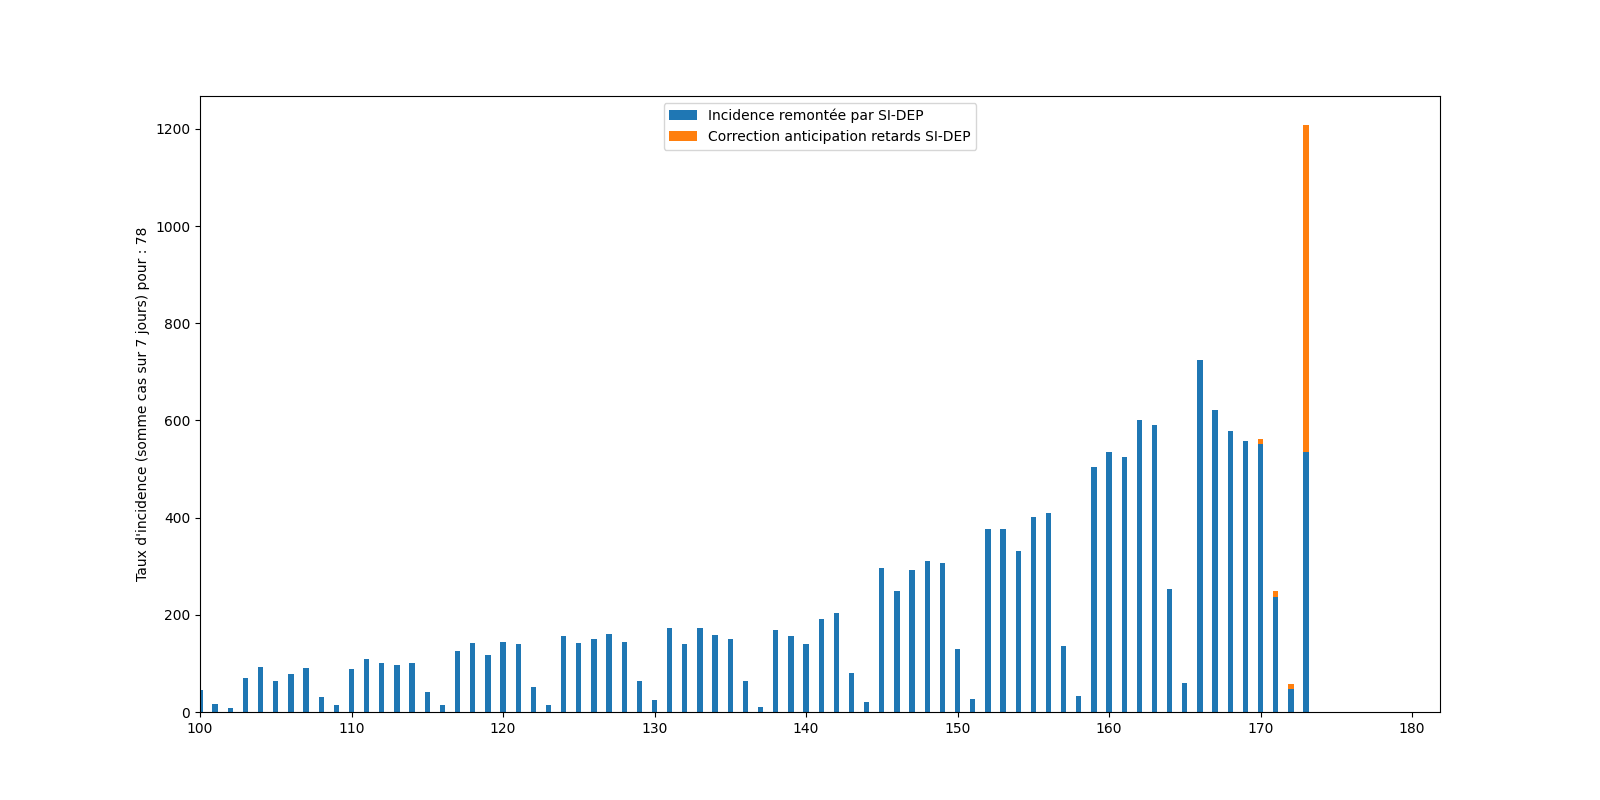 Incidence remontée par SI-DEP
Correction anticipation retards SI-DEP
Taux d'incidence (somme cas sur 7 jours) pour : 78
1200
1000
800
600
400
200
0
100 110 120 130 140 150 160 170 180